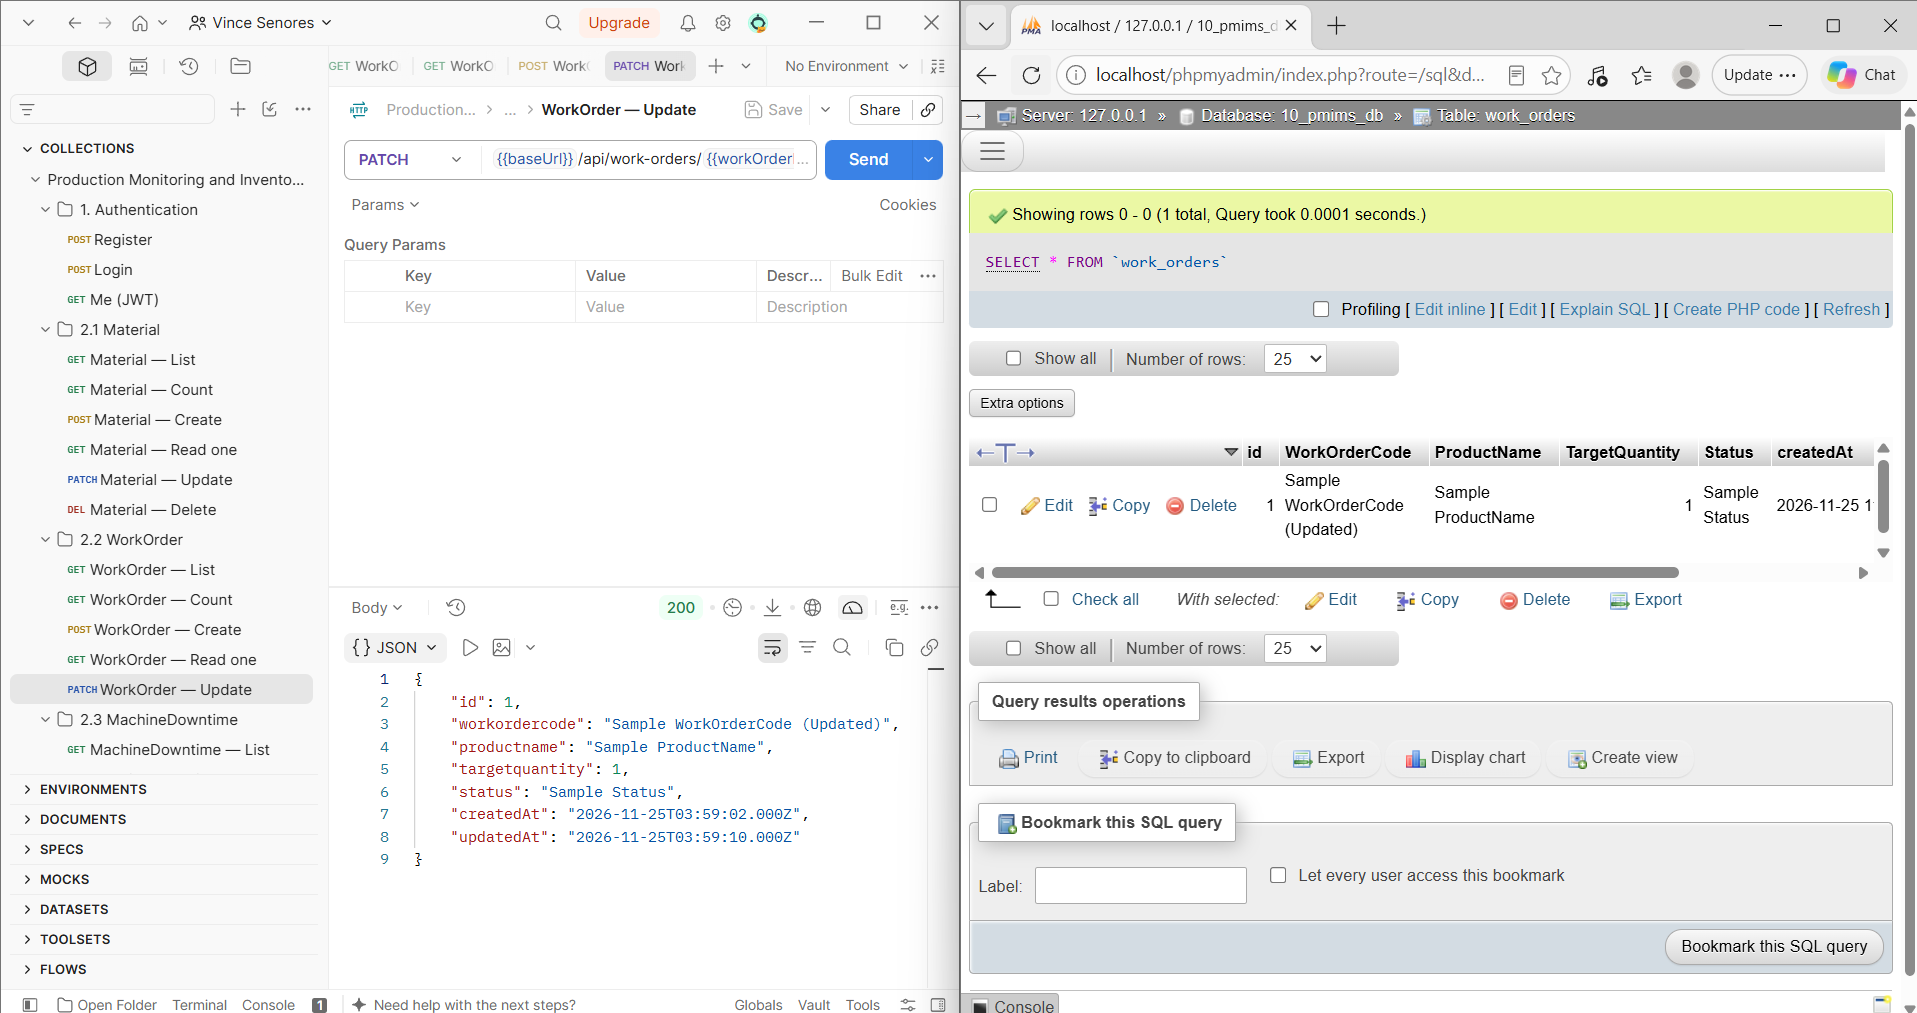 Vince Senores
Upgrade
GET WorkO
GET WorkO
POST Work
PATCH Work
No Environment
Production...
...
WorkOrder — Update
Save
Share
COLLECTIONS
Production Monitoring and Invento...
1. Authentication
POST Register
POST Login
GET Me (JWT)
2.1 Material
GET Material — List
GET Material — Count
POST Material — Create
GET Material — Read one
PATCH Material — Update
DEL Material — Delete
2.2 WorkOrder
GET WorkOrder — List
GET WorkOrder — Count
POST WorkOrder — Create
GET WorkOrder — Read one
PATCH WorkOrder — Update
2.3 MachineDowntime
GET MachineDowntime — List
ENVIRONMENTS
DOCUMENTS
SPECS
MOCKS
DATASETS
TOOLSETS
FLOWS
HTTP
PATCH
{{baseUrl}} /api/work-orders/ {{workOrder ...
Send
Params
Cookies
Query Params
Key Value Descr... Bulk Edit
Key Value Description
Body
200
e.g.
{} JSON
1 {
2 "id": 1,
3 "workordercode": "Sample WorkOrderCode (Updated)",
4 "productname": "Sample ProductName",
5 "targetquantity": 1,
6 "status": "Sample Status",
7 "createdAt": "2026-11-25T03:59:02.000Z",
8 "updatedAt": "2026-11-25T03:59:10.000Z"
9 }
Open Folder Terminal Console 1 Need help with the next steps? Globals Vault Tools
PMA
localhost / 127.0.0.1 / 10_pmims_d
localhost/phpmyadmin/index.php?route=/sql&d...
Update
Chat
Server: 127.0.0.1 » Database: 10_pmims_db » Table: work_orders
Showing rows 0 - 0 (1 total, Query took 0.0001 seconds.)
SELECT * FROM `work_orders`
Profiling [ Edit inline ] [ Edit ] [ Explain SQL ] [ Create PHP code ] [ Refresh ]
Show all Number of rows: 25
Extra options
id WorkOrderCode ProductName TargetQuantity Status createdAt
Edit Copy Delete 1 Sample WorkOrderCode (Updated) Sample ProductName 1 Sample Status 2026-11-25 1
Check all With selected: Edit Copy Delete Export
Show all Number of rows: 25
Query results operations
Print Copy to clipboard Export Display chart Create view
Bookmark this SQL query
Label:
Let every user access this bookmark
Bookmark this SQL query
Console